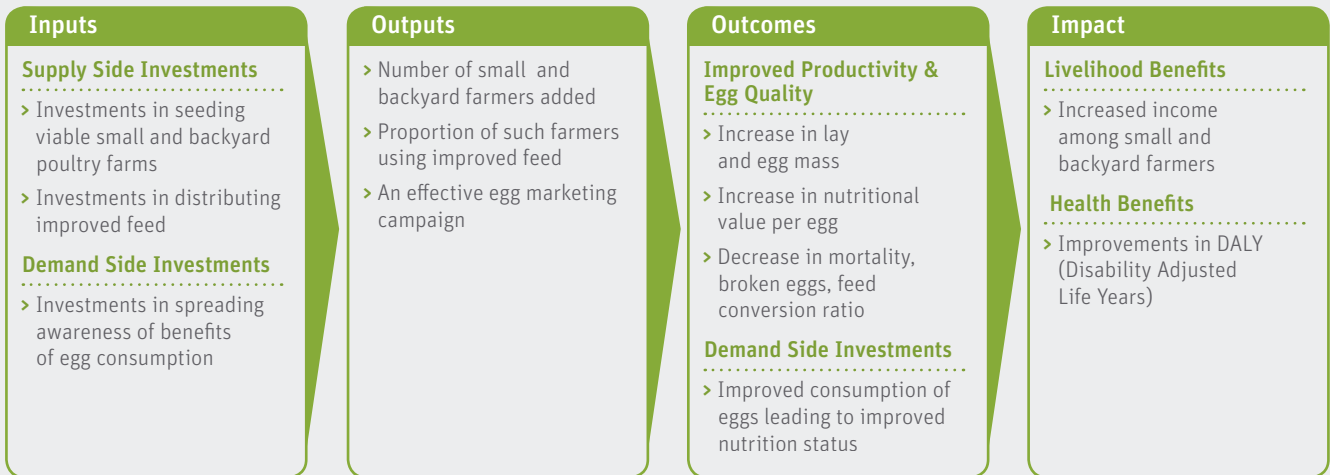 Inputs
Supply Side Investments
> Investments in seeding
viable small and backyard
poultry farms
> Investments in distributing
improved feed
Demand Side Investments
> Investments in spreading
awareness of benefits
of egg consumption
Outputs
> Number of small and
backyard farmers added
> Proportion of such farmers
using improved feed
> An effective egg marketing
campaign
Outcomes
Improved Productivity &
Egg Quality
> Increase in lay
and egg mass
> Increase in nutritional
value per egg
> Decrease in mortality,
broken eggs, feed
conversion ratio
Demand Side Investments
> Improved consumption of
eggs leading to improved
nutrition status
Impact
Livelihood Benefits
> Increased income
among small and
backyard farmers
Health Benefits
> Improvements in DALY
(Disability Adjusted
Life Years)